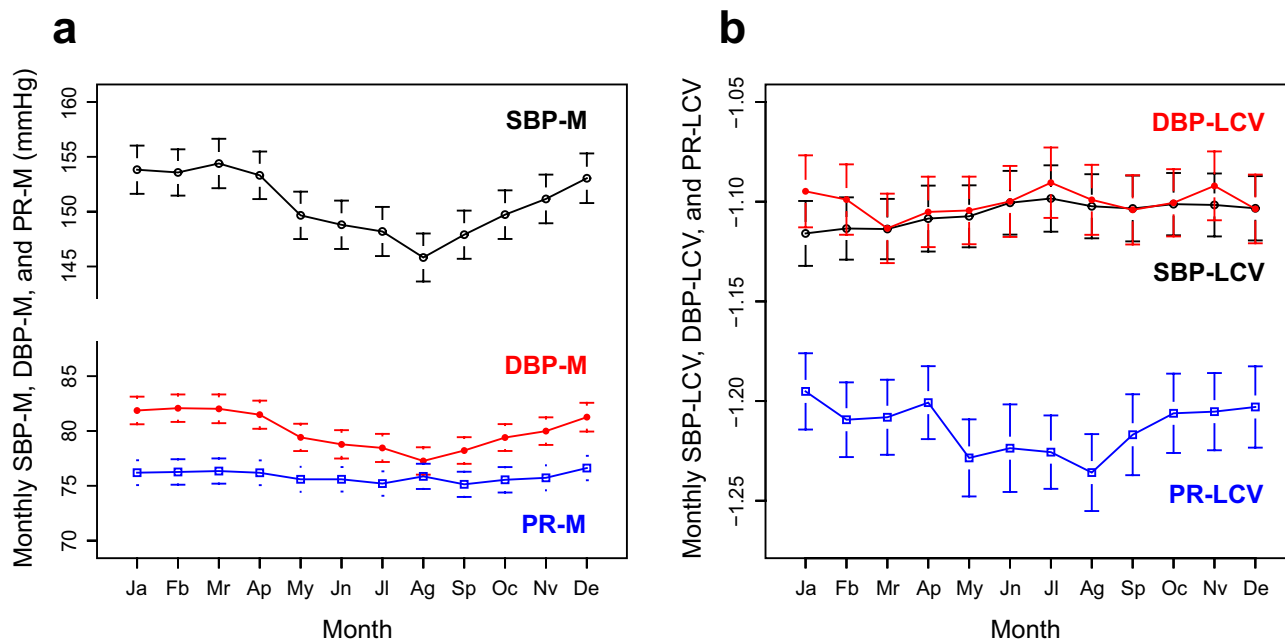 a
Monthly SBP-M, DBP-M, and PR-M (mmHg)
160
155
150
145
85
80
75
70
SBP-M
DBP-M
PR-M
Ja Fb Mr Ap My Jn Jl Ag Sp Oc Nv De
Month
b
Monthly SBP-LCV, DBP-LCV, and PR-LCV
−1.05
−1.10
−1.15
−1.20
−1.25
DBP-LCV
SBP-LCV
PR-LCV
Ja Fb Mr Ap My Jn Jl Ag Sp Oc Nv De
Month